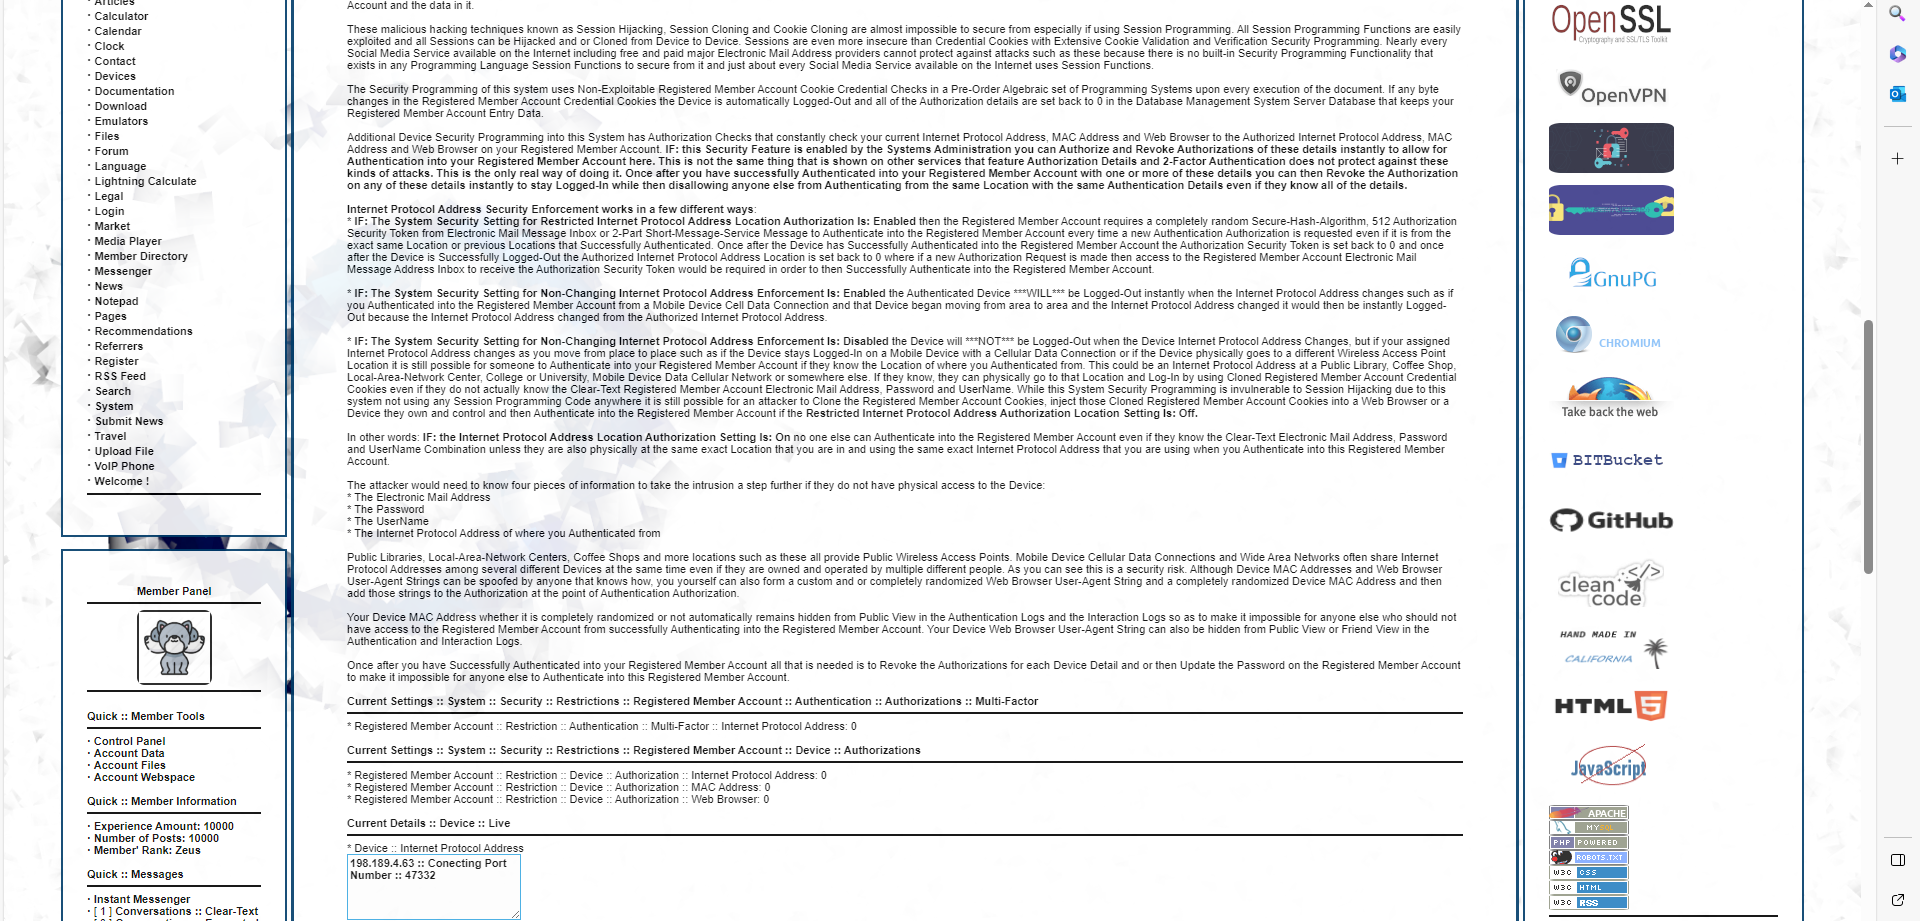 Articles
· Calculator
· Calendar
· Clock
· Contact
· Devices
· Documentation
· Download
· Emulators
· Files
· Forum
· Language
· Lightning Calculate
· Legal
· Login
· Market
· Media Player
· Member Directory
· Messenger
· News
· Notepad
· Pages
· Recommendations
· Referrers
· Register
· RSS Feed
· Search
· System
· Submit News
· Travel
· Upload File
· VoIP Phone
· Welcome !
Member Panel
Quick :: Member Tools
· Control Panel
· Account Data
· Account Files
· Account Webspace
Quick :: Member Information
· Experience Amount: 10000
· Number of Posts: 10000
· Member' Rank: Zeus
Quick :: Messages
· Instant Messenger
· [ 1 ] Conversations :: Clear-Text
Account and the data in it.
These malicious hacking techniques known as Session Hijacking, Session Cloning and Cookie Cloning are almost impossible to secure from especially if using Session Programming. All Session Programming Functions are easily
exploited and all Sessions can be Hijacked and or Cloned from Device to Device. Sessions are even more insecure than Credential Cookies with Extensive Cookie Validation and Verification Security Programming. Nearly every
Social Media Service available on the Internet including free and paid major Electronic Mail Address providers cannot protect against attacks such as these because there is no built-in Security Programming Functionality that
exists in any Programming Language Session Functions to secure from it and just about every Social Media Service available on the Internet uses Session Functions.
The Security Programming of this system uses Non-Exploitable Registered Member Account Cookie Credential Checks in a Pre-Order Algebraic set of Programming Systems upon every execution of the document. If any byte
changes in the Registered Member Account Credential Cookies the Device is automatically Logged-Out and all of the Authorization details are set back to 0 in the Database Management System Server Database that keeps your
Registered Member Account Entry Data.
Additional Device Security Programming into this System has Authorization Checks that constantly check your current Internet Protocol Address, MAC Address and Web Browser to the Authorized Internet Protocol Address, MAC
Address and Web Browser on your Registered Member Account. IF: this Security Feature is enabled by the Systems Administration you can Authorize and Revoke Authorizations of these details instantly to allow for
Authentication into your Registered Member Account here. This is not the same thing that is shown on other services that feature Authorization Details and 2-Factor Authentication does not protect against these
kinds of attacks. This is the only real way of doing it. Once after you have successfully Authenticated into your Registered Member Account with one or more of these details you can then Revoke the Authorization
on any of these details instantly to stay Logged-In while then disallowing anyone else from Authenticating from the same Location with the same Authentication Details even if they know all of the details.
Internet Protocol Address Security Enforcement works in a few different ways:
* IF: The System Security Setting for Restricted Internet Protocol Address Location Authorization Is: Enabled then the Registered Member Account requires a completely random Secure-Hash-Algorithm, 512 Authorization
Security Token from Electronic Mail Message Inbox or 2-Part Short-Message-Service Message to Authenticate into the Registered Member Account every time a new Authentication Authorization is requested even if it is from the
exact same Location or previous Locations that Successfully Authenticated. Once after the Device has Successfully Authenticated into the Registered Member Account the Authorization Security Token is set back to 0 and once
after the Device is Successfully Logged-Out the Authorized Internet Protocol Address Location is set back to 0 where if a new Authorization Request is made then access to the Registered Member Account Electronic Mail
Message Address Inbox to receive the Authorization Security Token would be required in order to then Successfully Authenticate into the Registered Member Account.
* IF: The System Security Setting for Non-Changing Internet Protocol Address Enforcement Is: Enabled the Authenticated Device ***WILL*** be Logged-Out instantly when the Internet Protocol Address changes such as if
you Authenticated into the Registered Member Account from a Mobile Device Cell Data Connection and that Device began moving from area to area and the Internet Protocol Address changed it would then be instantly Logged-
Out because the Internet Protocol Address changed from the Authorized Internet Protocol Address.
* IF: The System Security Setting for Non-Changing Internet Protocol Address Enforcement Is: Disabled the Device will ***NOT*** be Logged-Out when the Device Internet Protocol Address Changes, but if your assigned
Internet Protocol Address changes as you move from place to place such as if the Device stays Logged-In on a Mobile Device with a Cellular Data Connection or if the Device physically goes to a different Wireless Access Point
Location it is still possible for someone to Authenticate into your Registered Member Account if they know the Location of where you Authenticated from. This could be an Internet Protocol Address at a Public Library, Coffee Shop,
Local-Area-Network Center, College or University, Mobile Device Data Cellular Network or somewhere else. If they know, they can physically go to that Location and Log-In by using Cloned Registered Member Account Credential
Cookies even if they do not actually know the Clear-Text Registered Member Account Electronic Mail Address, Password and UserName. While this System Security Programming is invulnerable to Session Hijacking due to this
system not using any Session Programming Code anywhere it is still possible for an attacker to Clone the Registered Member Account Cookies, inject those Cloned Registered Member Account Cookies into a Web Browser or a
Device they own and control and then Authenticate into the Registered Member Account if the Restricted Internet Protocol Address Authorization Location Setting Is: Off.
In other words: IF: the Internet Protocol Address Location Authorization Setting Is: On no one else can Authenticate into the Registered Member Account even if they know the Clear-Text Electronic Mail Address, Password
and UserName Combination unless they are also physically at the same exact Location that you are in and using the same exact Internet Protocol Address that you are using when you Authenticate into this Registered Member
Account.
The attacker would need to know four pieces of information to take the intrusion a step further if they do not have physical access to the Device:
* The Electronic Mail Address
* The Password
* The UserName
* The Internet Protocol Address of where you Authenticated from
Public Libraries, Local-Area-Network Centers, Coffee Shops and more locations such as these all provide Public Wireless Access Points. Mobile Device Cellular Data Connections and Wide Area Networks often share Internet
Protocol Addresses among several different Devices at the same time even if they are owned and operated by multiple different people. As you can see this is a security risk. Although Device MAC Addresses and Web Browser
User-Agent Strings can be spoofed by anyone that knows how, you yourself can also form a custom and or completely randomized Web Browser User-Agent String and a completely randomized Device MAC Address and then
add those strings to the Authorization at the point of Authentication Authorization.
Your Device MAC Address whether it is completely randomized or not automatically remains hidden from Public View in the Authentication Logs and the Interaction Logs so as to make it impossible for anyone else who should not
have access to the Registered Member Account from successfully Authenticating into the Registered Member Account. Your Device Web Browser User-Agent String can also be hidden from Public View or Friend View in the
Authentication and Interaction Logs.
Once after you have Successfully Authenticated into your Registered Member Account all that is needed is to Revoke the Authorizations for each Device Detail and or then Update the Password on the Registered Member Account
to make it impossible for anyone else to Authenticate into this Registered Member Account.
Current Settings :: System :: Security :: Restrictions :: Registered Member Account :: Authentication :: Authorizations :: Multi-Factor
* Registered Member Account :: Restriction :: Authentication :: Multi-Factor :: Internet Protocol Address: 0
Current Settings :: System :: Security :: Restrictions :: Registered Member Account :: Device :: Authorizations
* Registered Member Account :: Restriction :: Device :: Authorization :: Internet Protocol Address: 0
* Registered Member Account :: Restriction :: Device :: Authorization :: MAC Address: 0
* Registered Member Account :: Restriction :: Device :: Authorization :: Web Browser: 0
Current Details :: Device :: Live
* Device :: Internet Protocol Address
198.189.4.63 :: Conecting Port
Number :: 47332
OpenSSL
Cryptography and SSL/TLS Toolkit
OpenVPN
GnuPG
CHROMIUM
Take back the web
BITBucket
GitHub
clean </>
code
HAND MADE IN
CALIFORNIA
HTML 5
JavaScript
APACHE
MYSQL
PHP POWERED
ROBOTS.TXT
W3C CSS
W3C HTML
W3C RSS